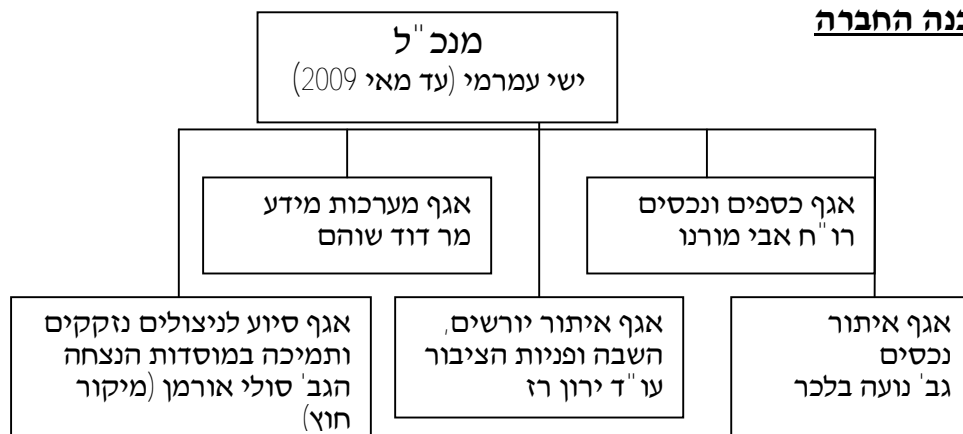 בנה החברה
מנכ"ל
ישי עמרמי (עד מאי 2009)
אגף כספים ונכסים
רו"ח אבי מורנו
אגף מערכות מידע
מר דוד שוהם
אגף איתור
נכסים
גב' נועה בלכר
אגף איתור יורשים,
השבה ופניות הציבור
עו"ד ירון רז
אגף סיוע לניצולים נזקקים
ותמיכה במוסדות הנצחה
הגב' סולי אורמן (מיקור
חוץ)